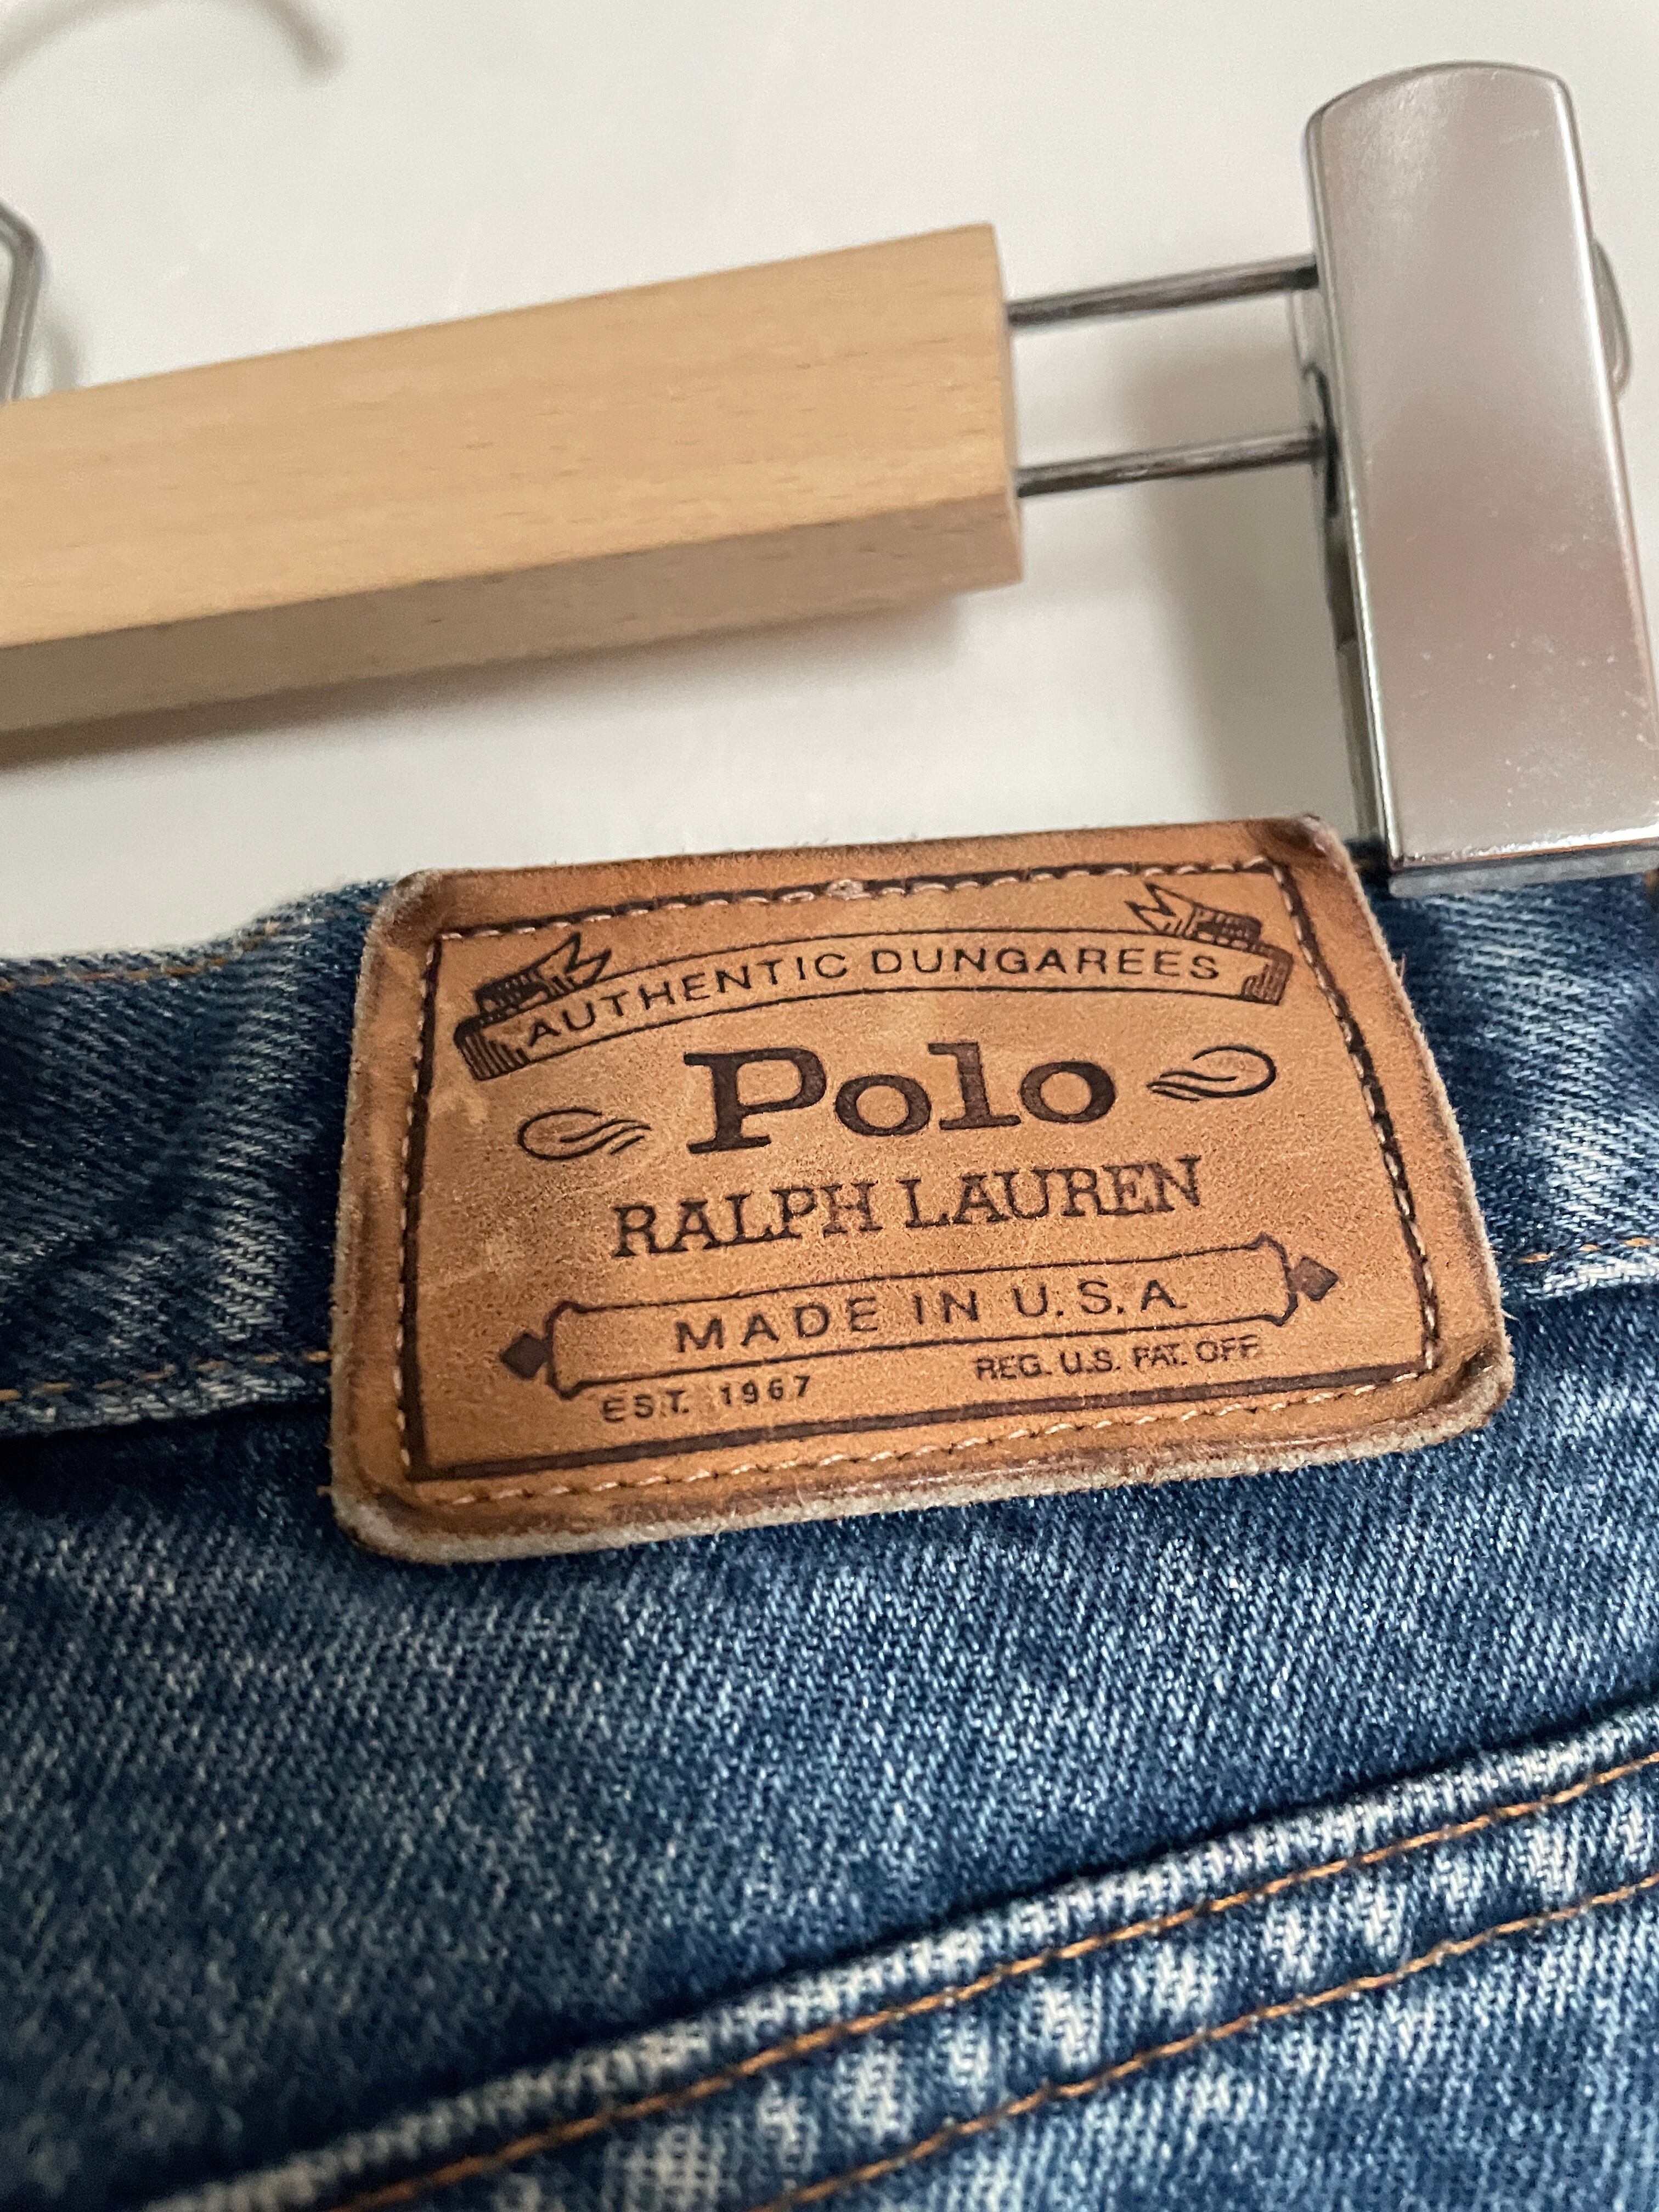 AUTHENTIC DUNGAREES
Polo
RALPH LAUREN
MADE IN U.S.A.
EST. 1967 REG. U.S. PAT. OFF.